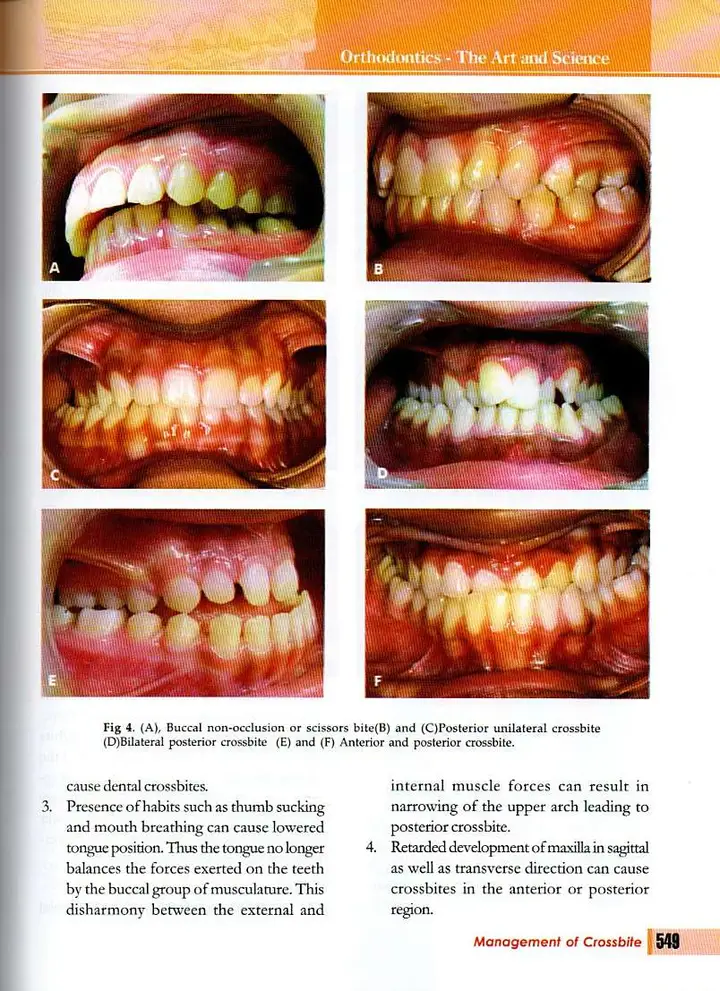 Orthodontics - The Art and Science
A
B
C
D
E
F
Fig 4. (A), Buccal non-occlusion or scissors bite(B) and (C)Posterior unilateral crossbite
(D)Bilateral posterior crossbite (E) and (F) Anterior and posterior crossbite.
cause dental crossbites.
3. Presence of habits such as thumb sucking
and mouth breathing can cause lowered
tongue position. Thus the tongue no longer
balances the forces exerted on the teeth
by the buccal group of musculature. This
disharmony between the external and
internal muscle forces can result in
narrowing of the upper arch leading to
posterior crossbite.
4. Retarded development of maxilla in sagittal
as well as transverse direction can cause
crossbites in the anterior or posterior
region.
Management of Crossbite 549